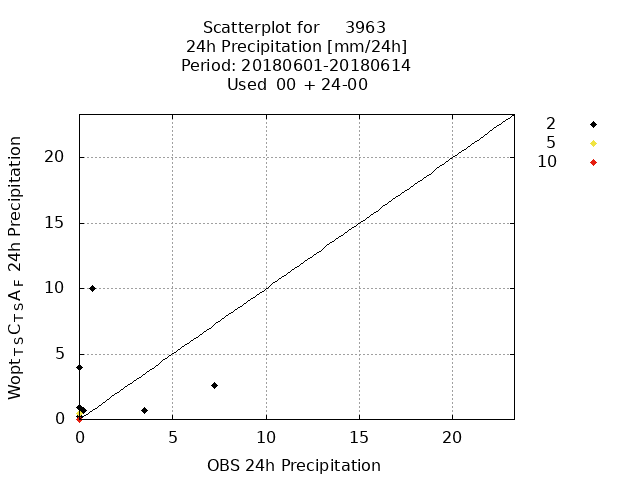 Scatterplot for 3963
24h Precipitation [mm/24h]
Period: 20180601-20180614
Used 00 + 24-00
2
5
10
20
15
10
5
0
0 5 10 15 20
OBS 24h Precipitation
Wopt T S C T S A F 24h Precipitation